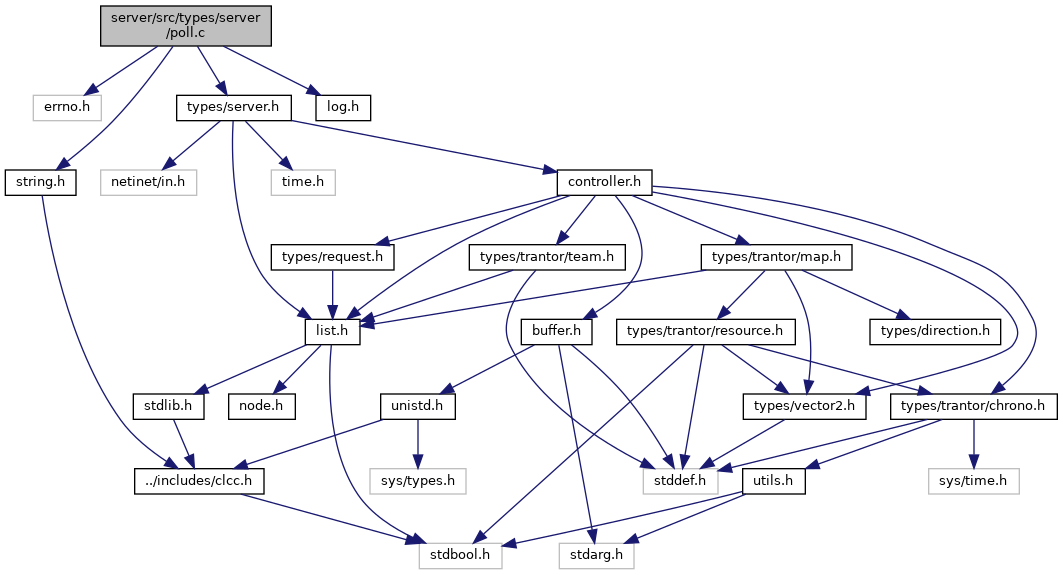 server/src/types/server
/poll.c
errno.h
types/server.h
log.h
string.h
netinet/in.h
time.h
controller.h
types/request.h
types/trantor/team.h
types/trantor/map.h
list.h
buffer.h
types/trantor/resource.h
types/direction.h
stdlib.h
node.h
unistd.h
types/vector2.h
types/trantor/chrono.h
../includes/clcc.h
sys/types.h
stddef.h
utils.h
sys/time.h
stdbool.h
stdarg.h